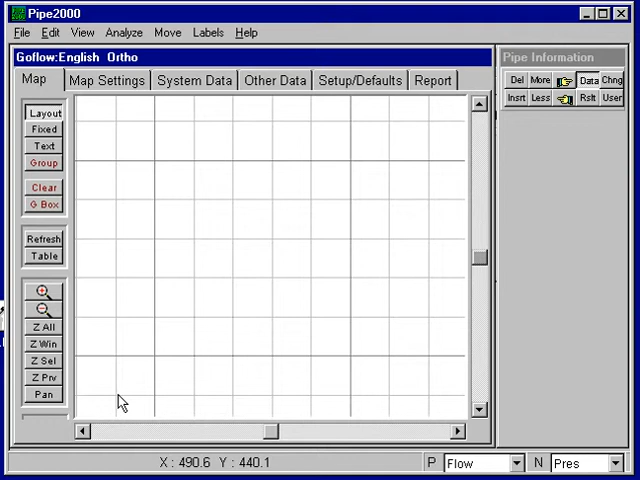 Pipe2000
File Edit View Analyze Move Labels Help
Goflow:English Ortho
Pipe Information
Map Map Settings System Data Other Data Setup/Defaults Report
Del More Data Chng
Insrt Less Rslt User
Layout
Fixed
Text
Group
Clear
G Box
Refresh
Table
Z All
Z Win
Z Sel
Z Prv
Pan
X : 490.6 Y : 440.1
P Flow N Pres